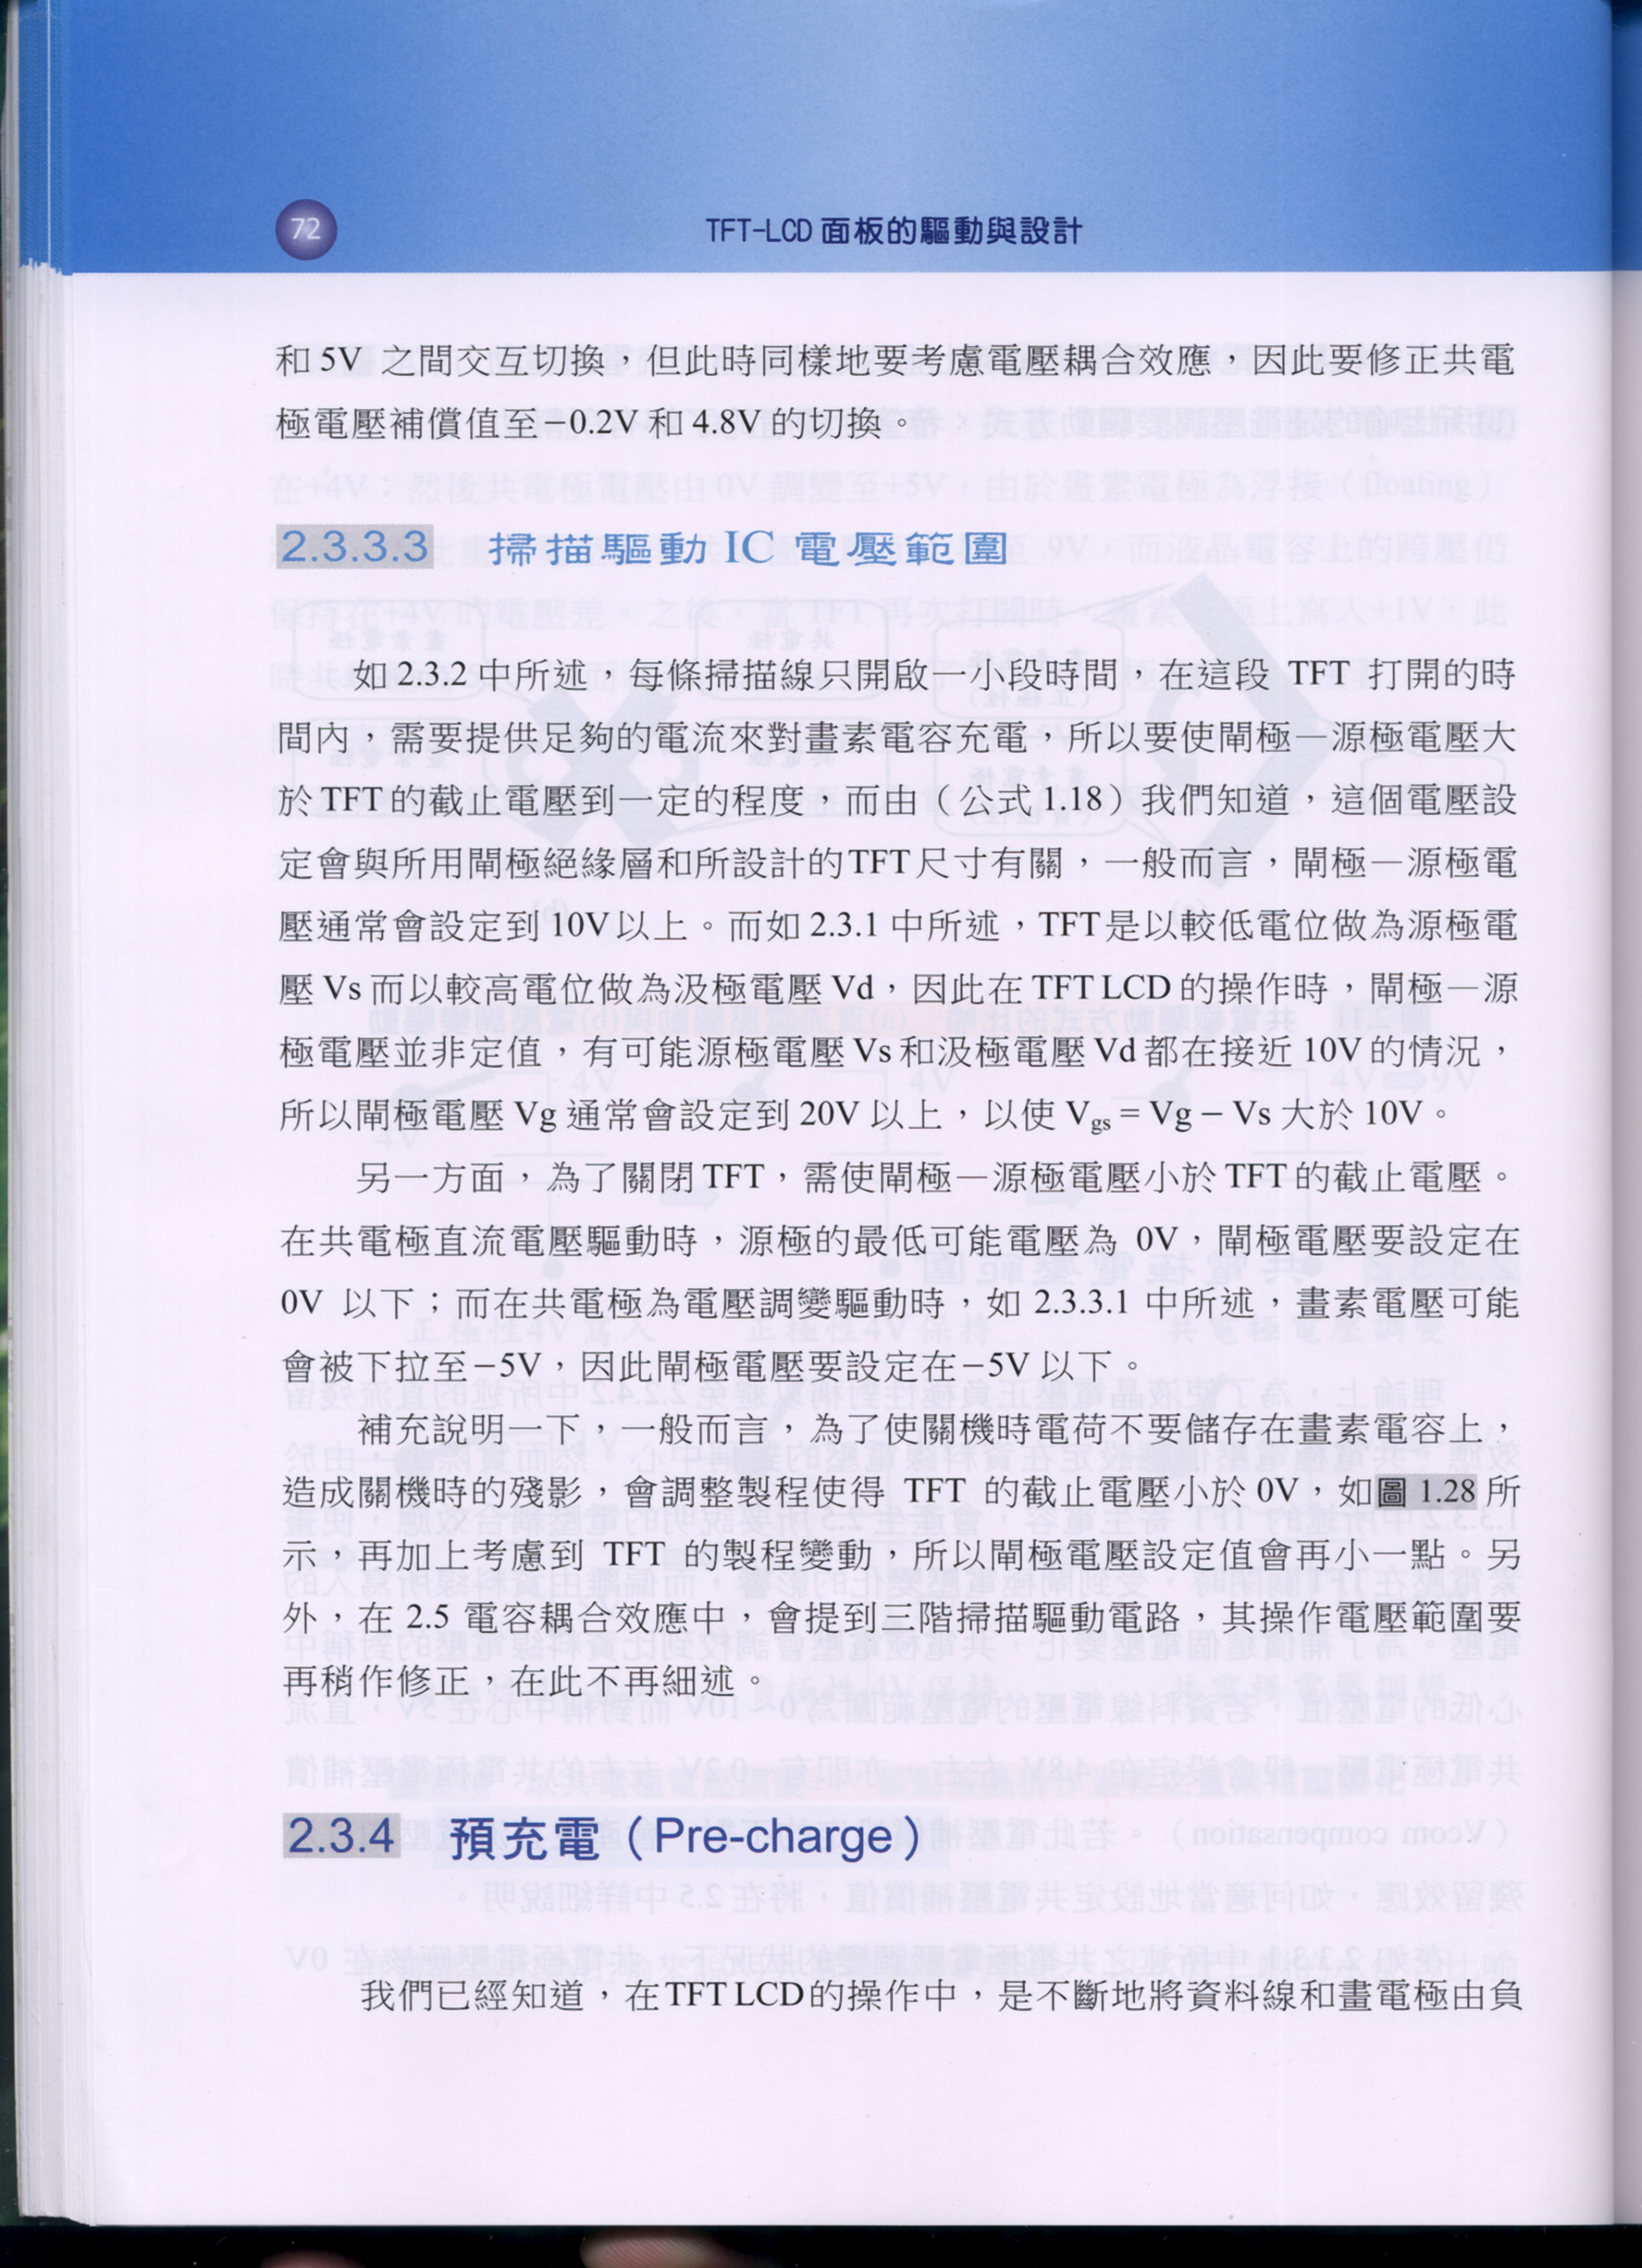 72
TFT-LCD 面板的驅動與設計
和 5V 之間交互切換，但此時同樣地要考慮電壓耦合效應，因此要修正共電
極電壓補償值至－0.2V 和 4.8V 的切換。
2.3.3.3 掃描驅動 IC 電壓範圍
如 2.3.2 中所述，每條掃描線只開啟一小段時間，在這段 TFT 打開的時
間內，需要提供足夠的電流來對畫素電容充電，所以要使閘極－源極電壓大
於 TFT 的截止電壓到一定的程度，而由（公式 1.18）我們知道，這個電壓設
定會與所用閘極絕緣層和所設計的 TFT 尺寸有關，一般而言，閘極－源極電
壓通常會設定到 10V 以上。而如 2.3.1 中所述，TFT 是以較低電位做為源極電
壓 Vs 而以較高電位做為汲極電壓 Vd，因此在 TFT LCD 的操作時，閘極－源
極電壓並非定值，有可能源極電壓 Vs 和汲極電壓 Vd 都在接近 10V 的情況，
所以閘極電壓 Vg 通常會設定到 20V 以上，以使 Vgs = Vg － Vs 大於 10V。
另一方面，為了關閉 TFT，需使閘極－源極電壓小於 TFT 的截止電壓。
在共電極直流電壓驅動時，源極的最低可能電壓為 0V，閘極電壓要設定在
0V 以下；而在共電極為電壓調變驅動時，如 2.3.3.1 中所述，畫素電壓可能
會被下拉至－5V，因此閘極電壓要設定在－5V 以下。
補充說明一下，一般而言，為了使關機時電荷不要儲存在畫素電容上，
造成關機時的殘影，會調整製程使得 TFT 的截止電壓小於 0V，如圖 1.28 所
示，再加上考慮到 TFT 的製程變動，所以閘極電壓設定值會再小一點。另
外，在 2.5 電容耦合效應中，會提到三階掃描驅動電路，其操作電壓範圍要
再稍作修正，在此不再細述。
2.3.4 預充電（Pre-charge）
我們已經知道，在 TFT LCD 的操作中，是不斷地將資料線和畫電極由負